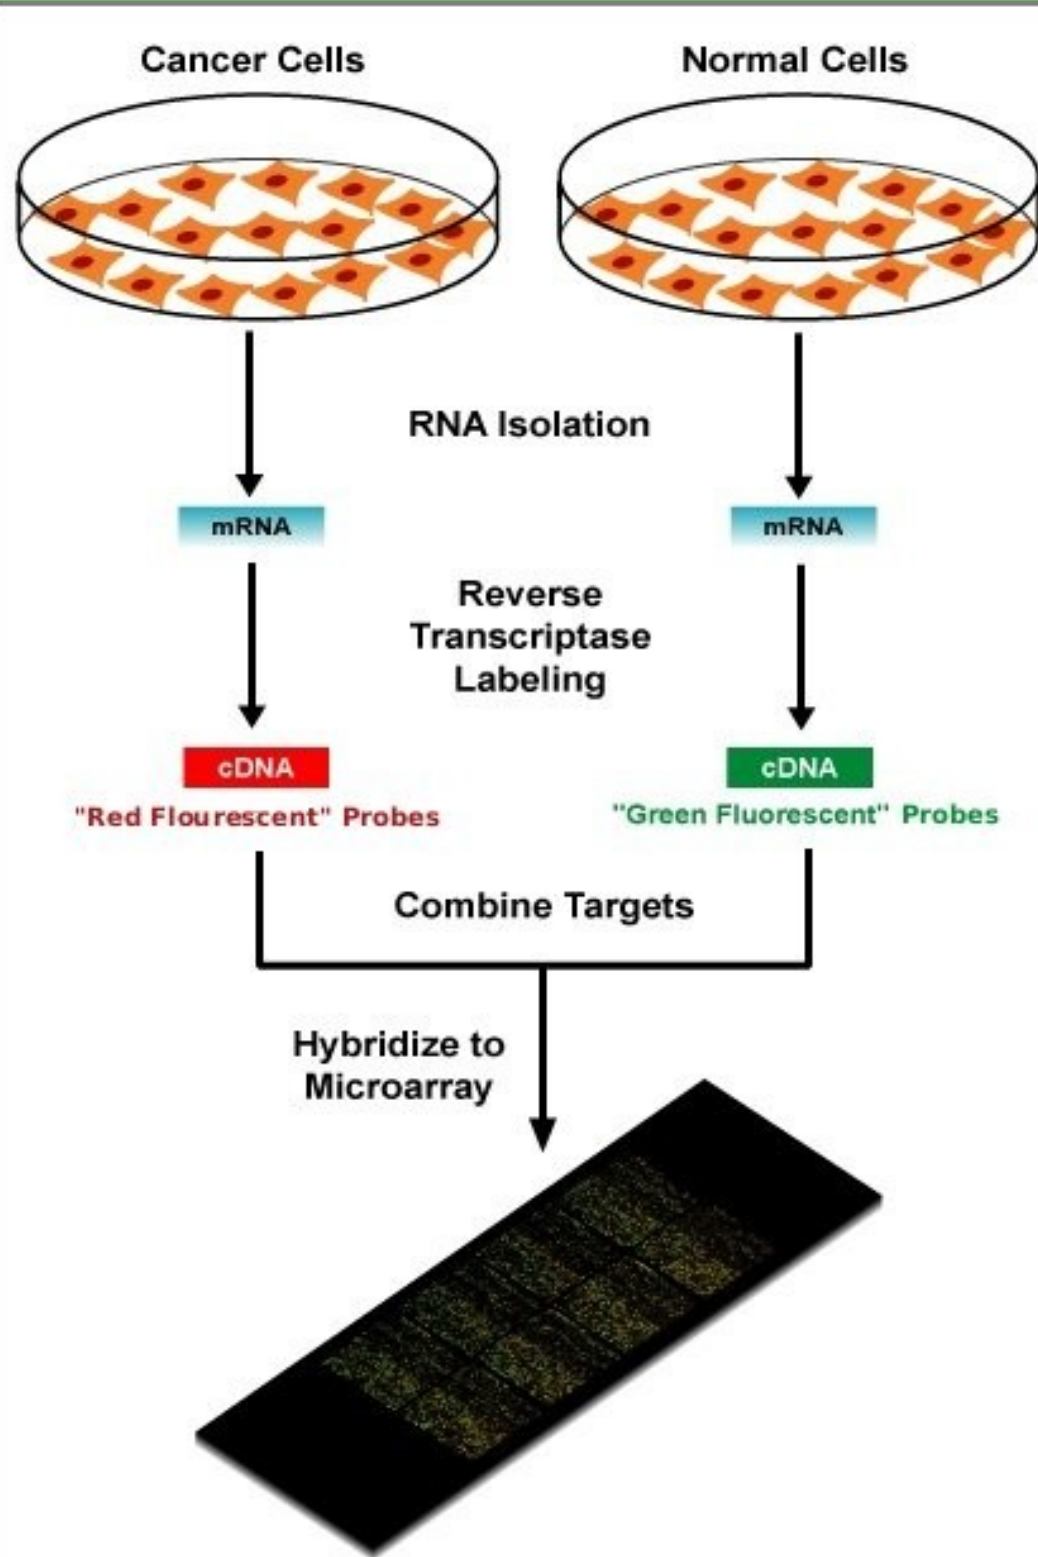 Cancer Cells
Normal Cells
RNA Isolation
mRNA
mRNA
Reverse
Transcriptase
Labeling
cDNA
cDNA
"Red Flourescent" Probes
"Green Fluorescent" Probes
Combine Targets
Hybridize to
Microarray